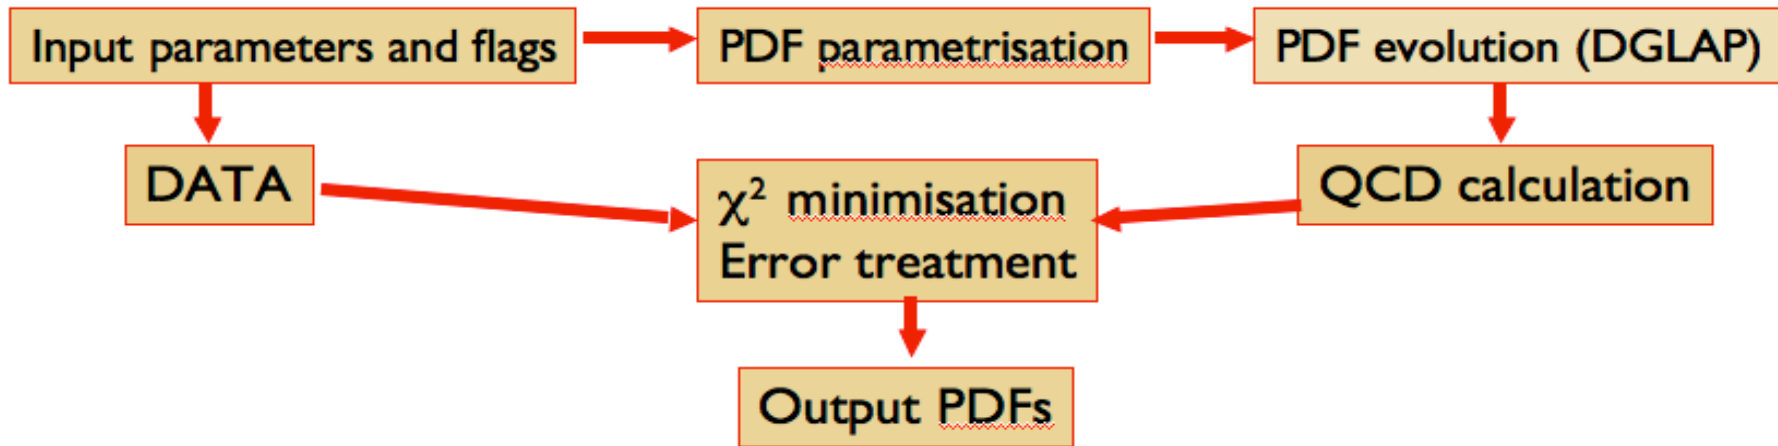 Input parameters and flags
PDF parametrisation
PDF evolution (DGLAP)
DATA
χ² minimisation
Error treatment
QCD calculation
Output PDFs